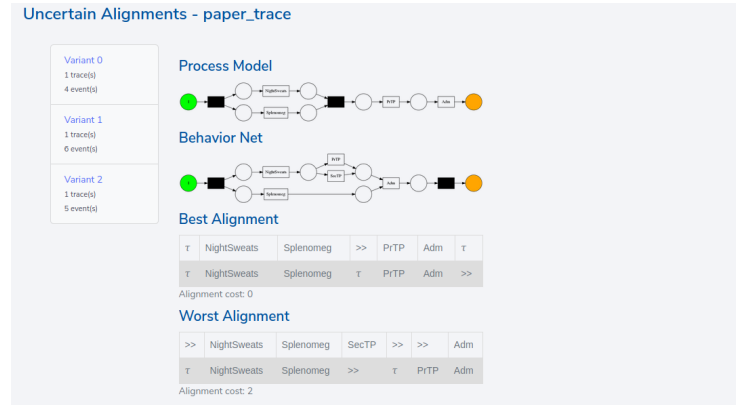 Uncertain Alignments - paper_trace
Variant 0
1 trace(s)
4 event(s)
Variant 1
1 trace(s)
6 event(s)
Variant 2
1 trace(s)
5 event(s)
Process Model
NightSweats
Splenomeg
PrTP
Adm
Behavior Net
PrTP
NightSweats
SecTP
Adm
Splenomeg
Best Alignment
τ NightSweats Splenomeg >> PrTP Adm τ
τ NightSweats Splenomeg τ PrTP Adm >>
Alignment cost: 0
Worst Alignment
>> NightSweats Splenomeg SecTP >> >> Adm
τ NightSweats Splenomeg >> τ PrTP Adm
Alignment cost: 2